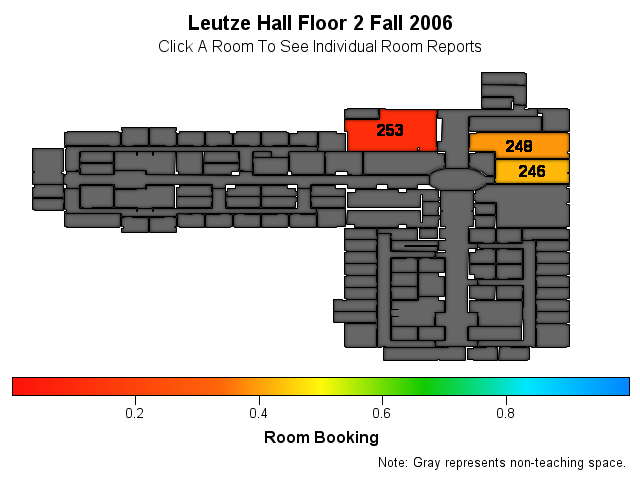 Leutze Hall Floor 2 Fall 2006
Click A Room To See Individual Room Reports
253
248
246
0.2 0.4 0.6 0.8
Room Booking
Note: Gray represents non-teaching space.